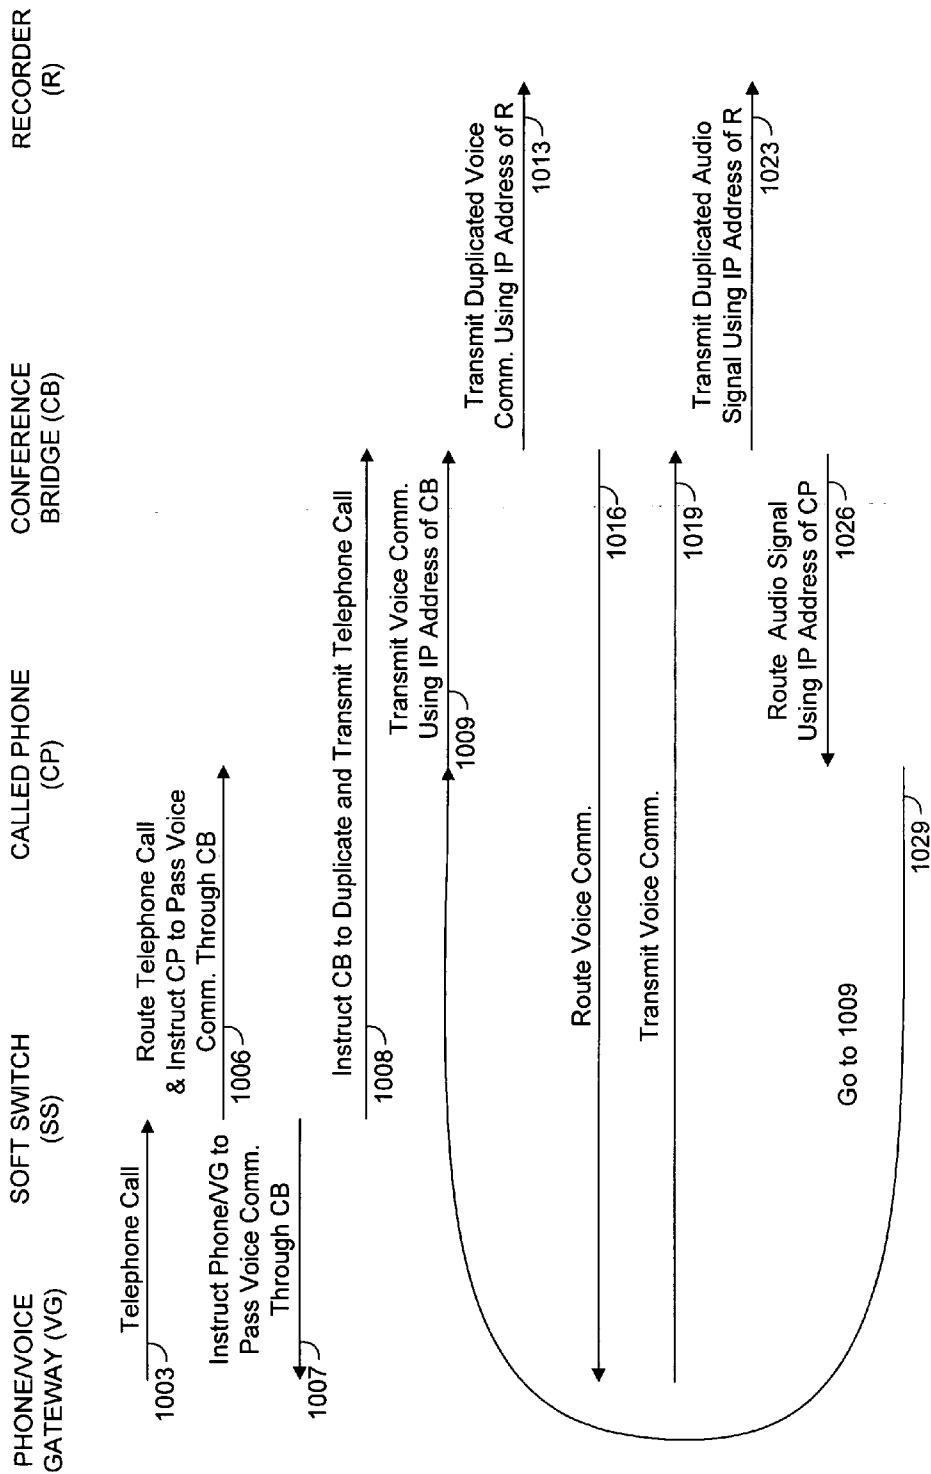 PHONE/VOICE
GATEWAY (VG)
SOFT SWITCH
(SS)
CALLED PHONE
(CP)
CONFERENCE
BRIDGE (CB)
RECORDER
(R)
Telephone Call
1003
Route Telephone Call
& Instruct CP to Pass Voice
Comm. Through CB
1006
Instruct Phone/VG to
Pass Voice Comm.
Through CB
1007
Instruct CB to Duplicate and Transmit Telephone Call
1008
Transmit Voice Comm.
Using IP Address of CB
1009
Transmit Duplicated Voice
Comm. Using IP Address of R
1013
Route Voice Comm.
1016
Transmit Voice Comm.
1019
Transmit Duplicated Audio
Signal Using IP Address of R
1023
Route Audio Signal
Using IP Address of CP
1026
Go to 1009
1029